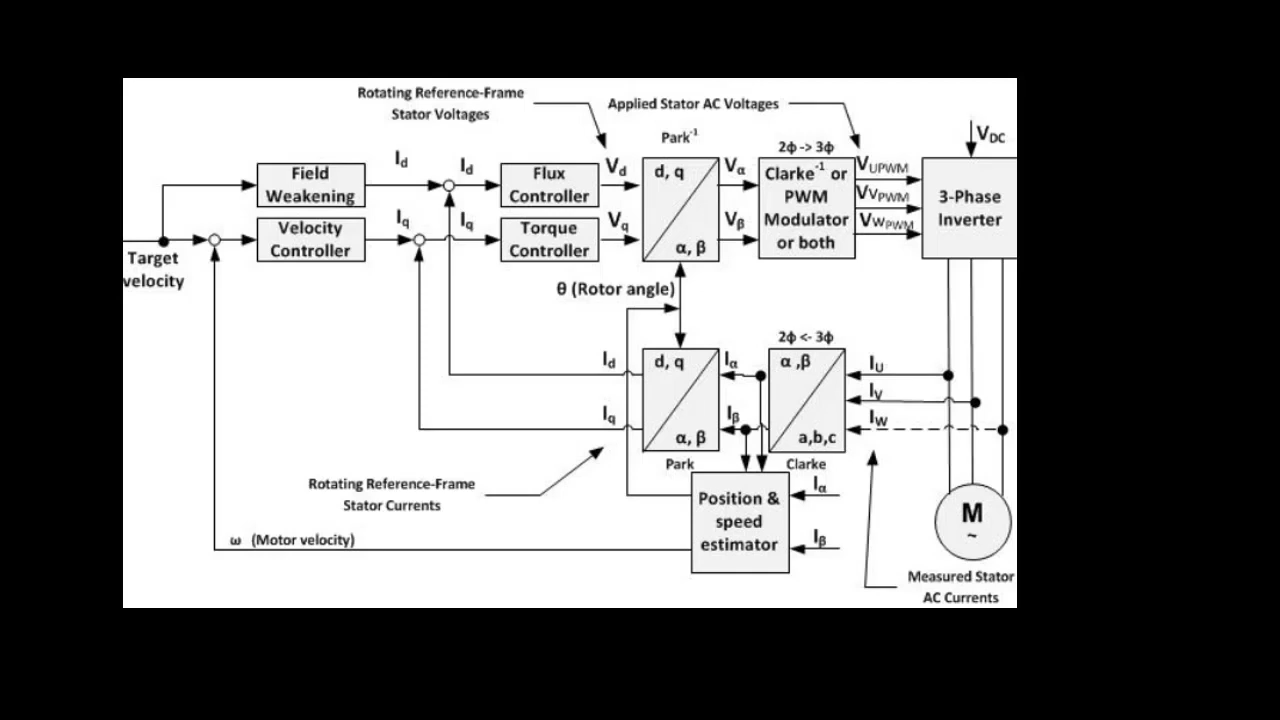 Rotating Reference-Frame
Stator Voltages
Applied Stator AC Voltages
Park-1
2ϕ -> 3ϕ
VDC
Id
Id
Vd
Vα
VUPWM
Field
Weakening
Flux
Controller
d, q
α, β
Clarke-1 or
PWM
Modulator
or both
VVPWM
VWPWM
3-Phase
Inverter
Iq
Iq
Vq
Vβ
Velocity
Controller
Torque
Controller
Target
velocity
θ (Rotor angle)
2ϕ <- 3ϕ
Id
d, q
α, β
Iα
α ,β
a,b,c
IU
IV
Iq
Iβ
IW
Park
Clarke
Rotating Reference-Frame
Stator Currents
Position &
speed
estimator
Iα
Iβ
M
~
ω (Motor velocity)
Measured Stator
AC Currents